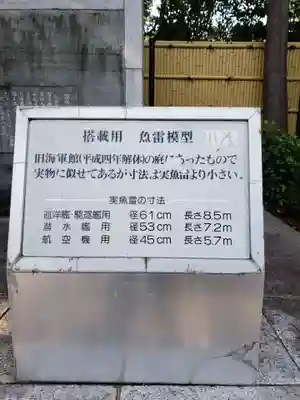 搭載用 魚雷模型
旧海軍館(平成四年解体)の庭にあったもので
実物に似せてあるが寸法は実魚雷より小さい。
実魚雷の寸法
巡洋艦・駆逐艦用 径61cm 長さ8.5m
潜水艦用 径53cm 長さ7.2m
航空機用 径45cm 長さ5.7m